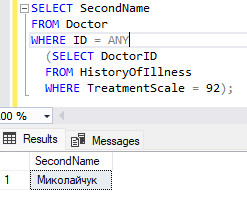 SELECT SecondName
FROM Doctor
WHERE ID = ANY
(SELECT DoctorID
FROM HistoryOfIllness
WHERE TreatmentScale = 92);
00 %
Results Messages
SecondName
1 Миколайчук